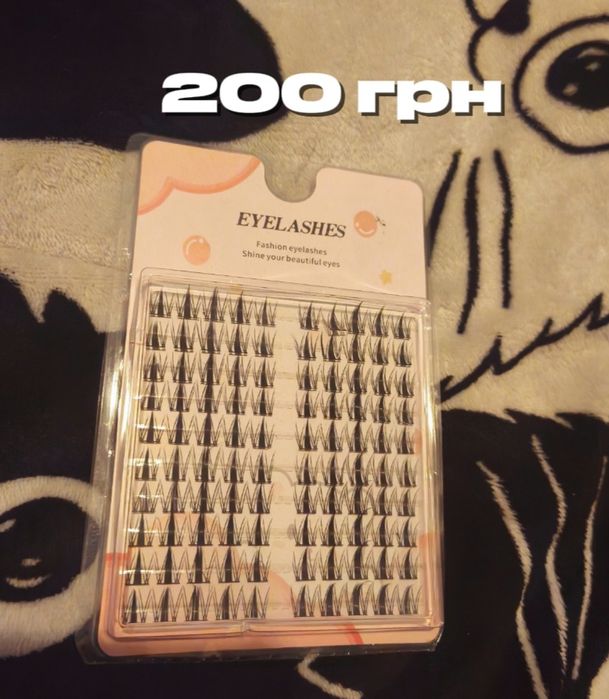 200 грн
EYELASHES
Fashion eyelashes
Shine your beautiful eyes